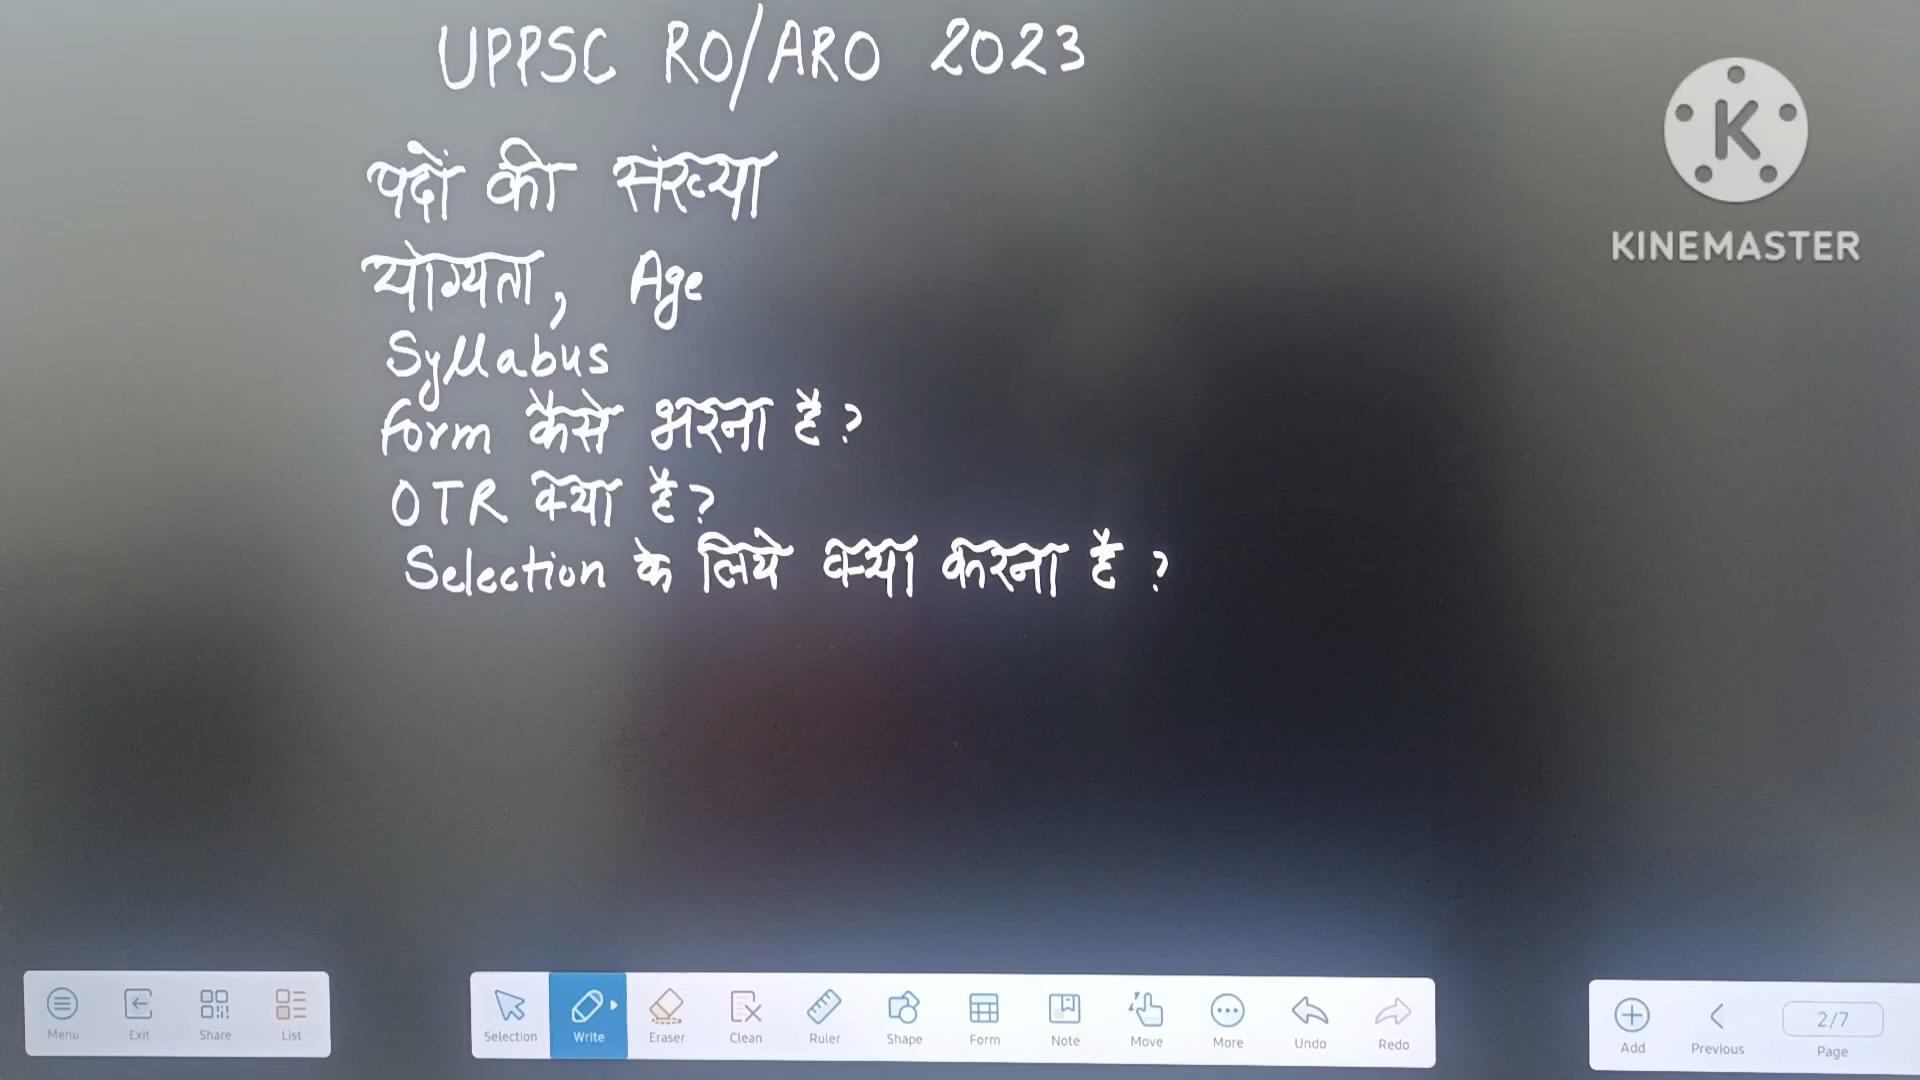 UPPSC RO/ARO 2023
पदों की संख्या
योग्यता, Age
Syllabus
form कैसे भरना है?
OTR क्या है?
Selection के लिये क्या करना है ?
K
KINEMASTER
Menu Exit Share List
Selection Write Eraser Clean Ruler Shape Form Note Move More Undo Redo
Add Previous 2/7 Page